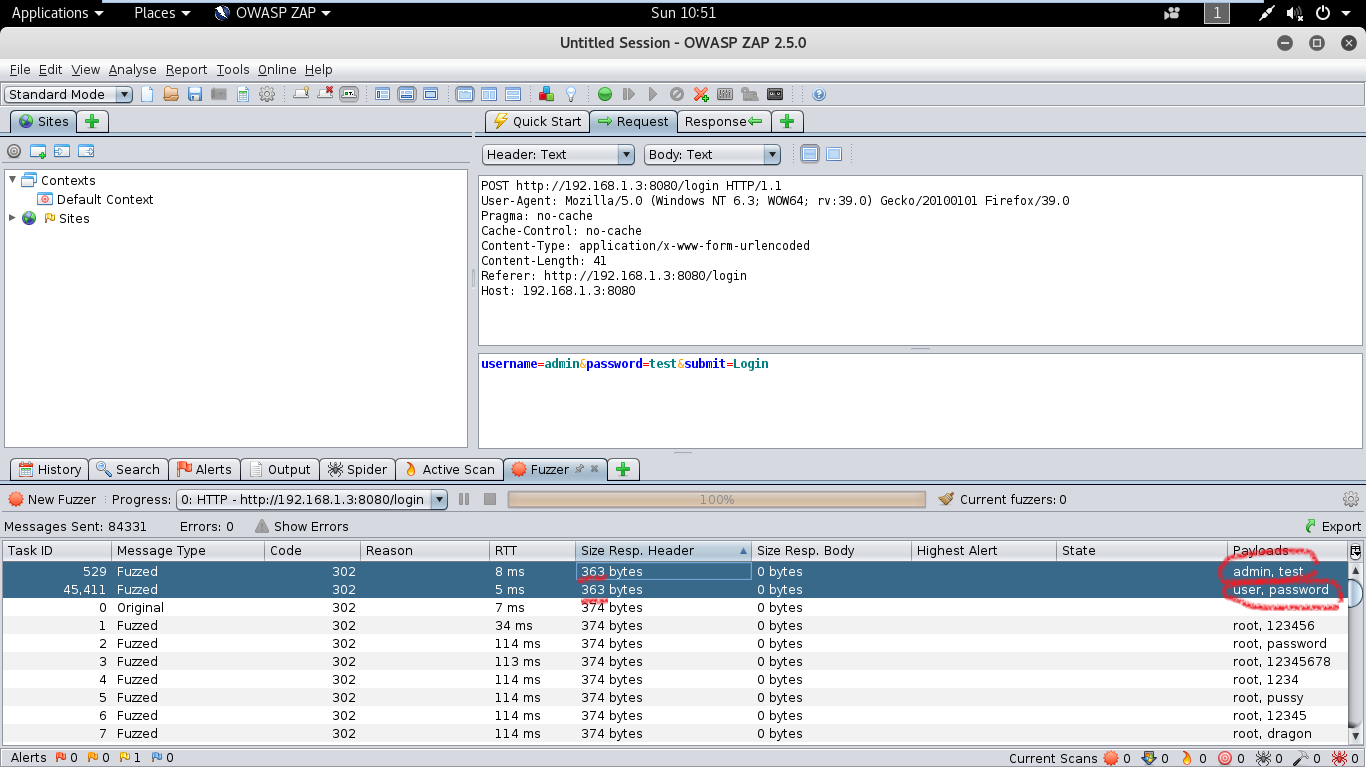 Applications Places OWASP ZAP Sun 10:51 1
Untitled Session - OWASP ZAP 2.5.0
File Edit View Analyse Report Tools Online Help
Standard Mode
Sites Quick Start Request Response
Header: Text Body: Text
Contexts
Default Context
Sites
POST http://192.168.1.3:8080/login HTTP/1.1
User-Agent: Mozilla/5.0 (Windows NT 6.3; WOW64; rv:39.0) Gecko/20100101 Firefox/39.0
Pragma: no-cache
Cache-Control: no-cache
Content-Type: application/x-www-form-urlencoded
Content-Length: 41
Referer: http://192.168.1.3:8080/login
Host: 192.168.1.3:8080
username=admin&password=test&submit=Login
History Search Alerts Output Spider Active Scan Fuzzer
New Fuzzer Progress: 0: HTTP - http://192.168.1.3:8080/login 100% Current fuzzers: 0
Messages Sent: 84331 Errors: 0 Show Errors Export
Task ID Message Type Code Reason RTT Size Resp. Header Size Resp. Body Highest Alert State Payloads
529 Fuzzed 302 8 ms 363 bytes 0 bytes admin, test
45,411 Fuzzed 302 5 ms 363 bytes 0 bytes user, password
0 Original 302 7 ms 374 bytes 0 bytes
1 Fuzzed 302 34 ms 374 bytes 0 bytes root, 123456
2 Fuzzed 302 114 ms 374 bytes 0 bytes root, password
3 Fuzzed 302 113 ms 374 bytes 0 bytes root, 12345678
4 Fuzzed 302 114 ms 374 bytes 0 bytes root, 1234
5 Fuzzed 302 114 ms 374 bytes 0 bytes root, pussy
6 Fuzzed 302 114 ms 374 bytes 0 bytes root, 12345
7 Fuzzed 302 114 ms 374 bytes 0 bytes root, dragon
Alerts 0 0 1 0 Current Scans 0 0 0 0 0 0 0